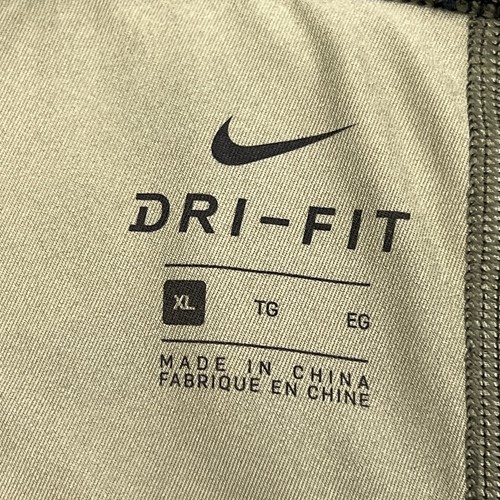 DRI-FIT
XL TG EG
MADE IN CHINA
FABRIQUE EN CHINE